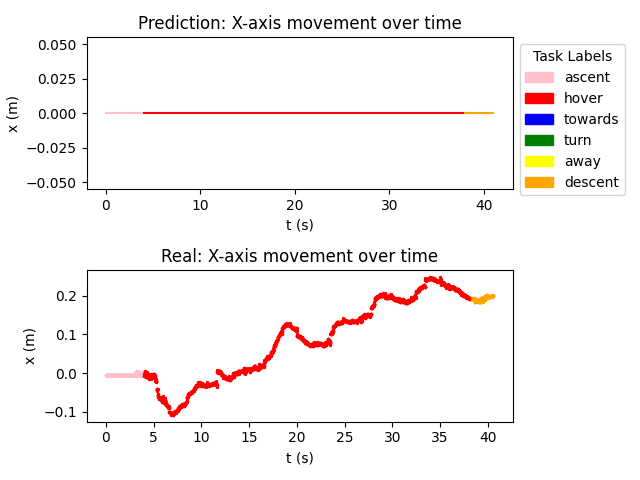 Prediction: X-axis movement over time
0.050
0.025
0.000
−0.025
−0.050
x (m)
0 10 20 30 40
t (s)
Task Labels
ascent
hover
towards
turn
away
descent
Real: X-axis movement over time
0.2
0.1
0.0
−0.1
x (m)
0 5 10 15 20 25 30 35 40
t (s)